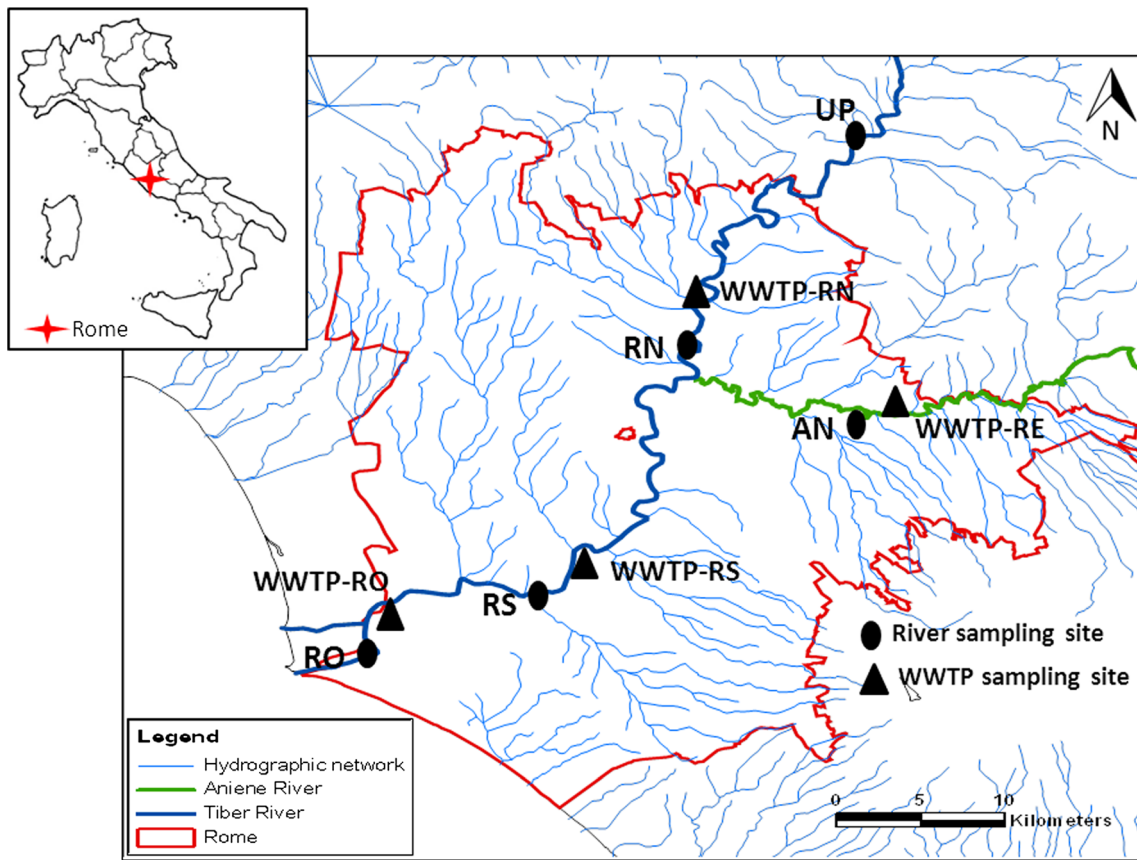 Rome
N
UP
WWTP-RN
RN
AN
WWTP-RE
WWTP-RO
WWTP-RS
RS
RO
River sampling site
WWTP sampling site
Legend
Hydrographic network
Aniene River
Tiber River
Rome
0 5 10
Kilometers